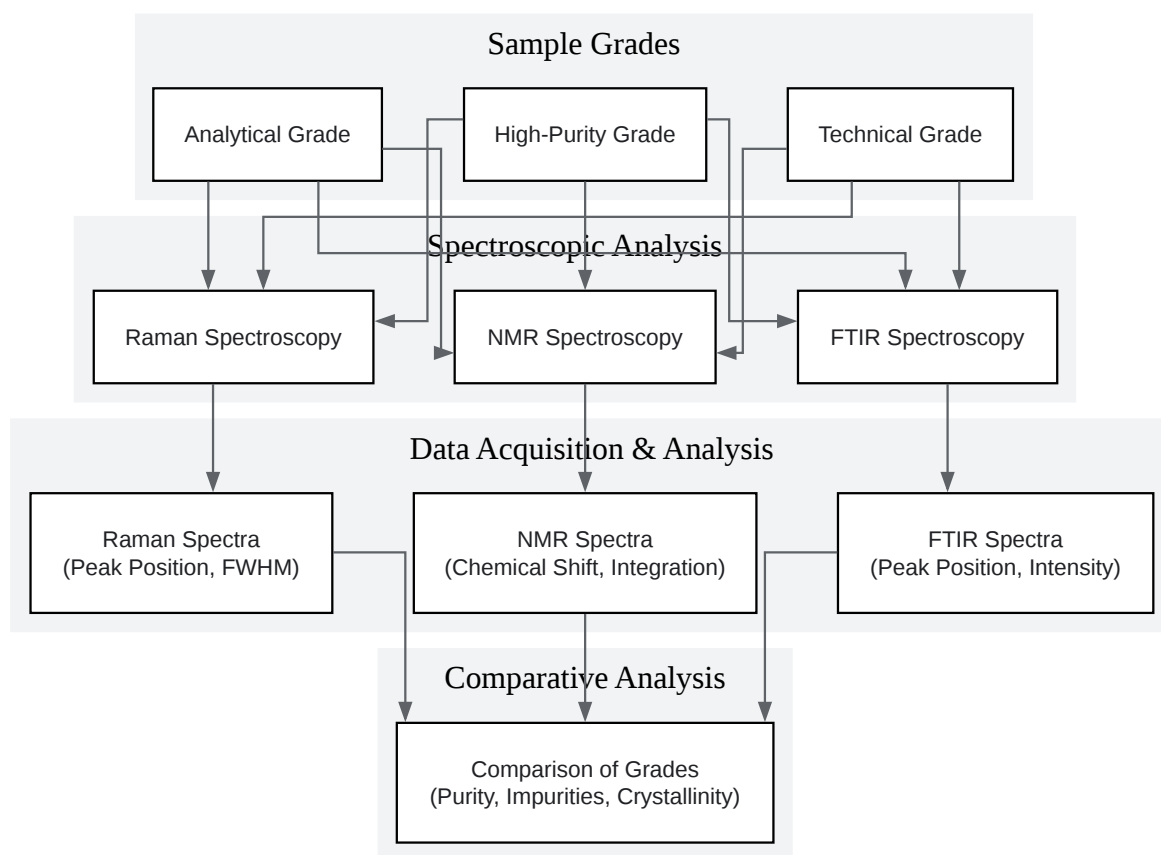 Sample Grades
Analytical Grade
High-Purity Grade
Technical Grade
Spectroscopic Analysis
Raman Spectroscopy
NMR Spectroscopy
FTIR Spectroscopy
Data Acquisition & Analysis
Raman Spectra
(Peak Position, FWHM)
NMR Spectra
(Chemical Shift, Integration)
FTIR Spectra
(Peak Position, Intensity)
Comparative Analysis
Comparison of Grades
(Purity, Impurities, Crystallinity)